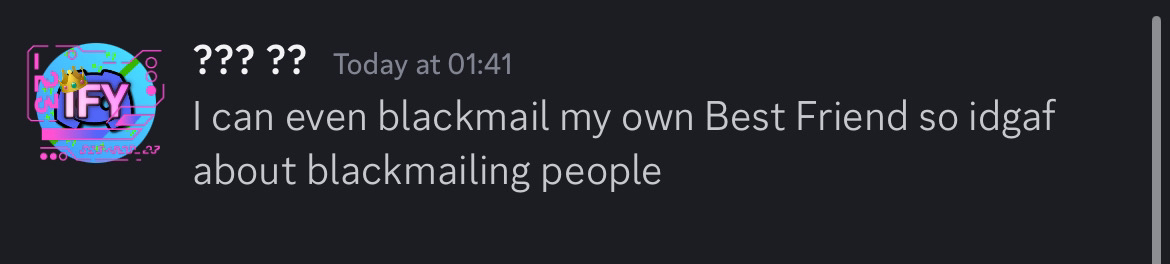 ??? ?? Today at 01:41
I can even blackmail my own Best Friend so idgaf
about blackmailing people
IFY